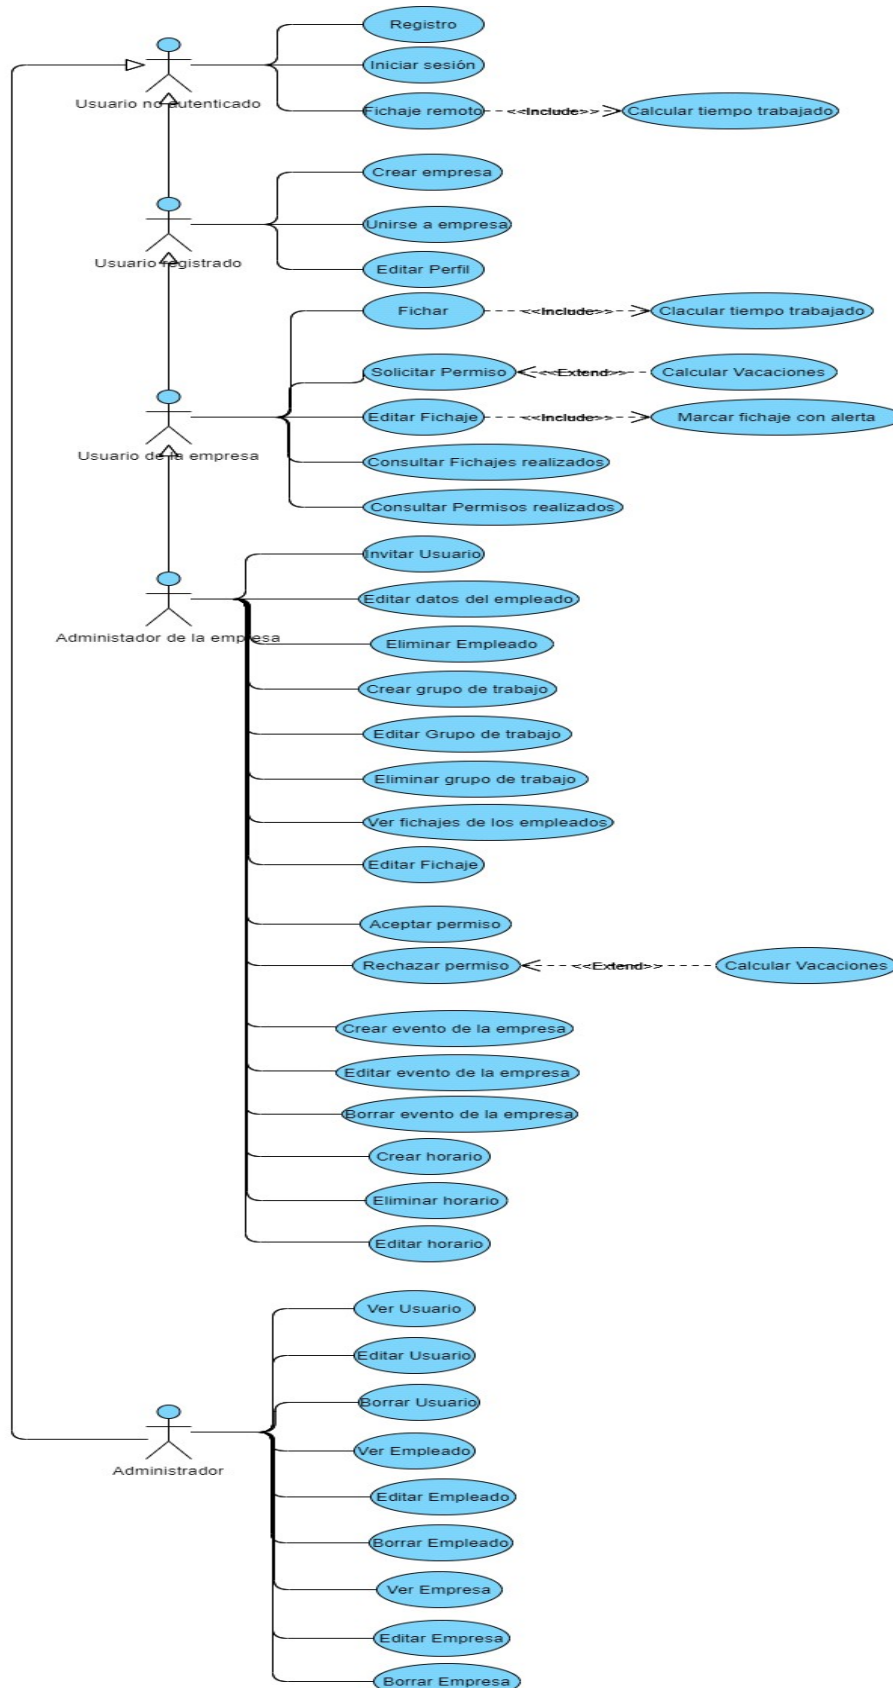 Registro
Iniciar sesión
Usuario no autenticado
Fichaje remoto
<<Include>>
Calcular tiempo trabajado
Crear empresa
Unirse a empresa
Usuario registrado
Editar Perfil
Fichar
<<Include>>
Clacular tiempo trabajado
Solicitar Permiso
<<Extend>>
Calcular Vacaciones
Editar Fichaje
<<Include>>
Marcar fichaje con alerta
Usuario de la empresa
Consultar Fichajes realizados
Consultar Permisos realizados
Invitar Usuario
Editar datos del empleado
Administador de la empresa
Eliminar Empleado
Crear grupo de trabajo
Editar Grupo de trabajo
Eliminar grupo de trabajo
Ver fichajes de los empleados
Editar Fichaje
Aceptar permiso
Rechazar permiso
<<Extend>>
Calcular Vacaciones
Crear evento de la empresa
Editar evento de la empresa
Borrar evento de la empresa
Crear horario
Eliminar horario
Editar horario
Ver Usuario
Editar Usuario
Borrar Usuario
Ver Empleado
Administrador
Editar Empleado
Borrar Empleado
Ver Empresa
Editar Empresa
Borrar Empresa